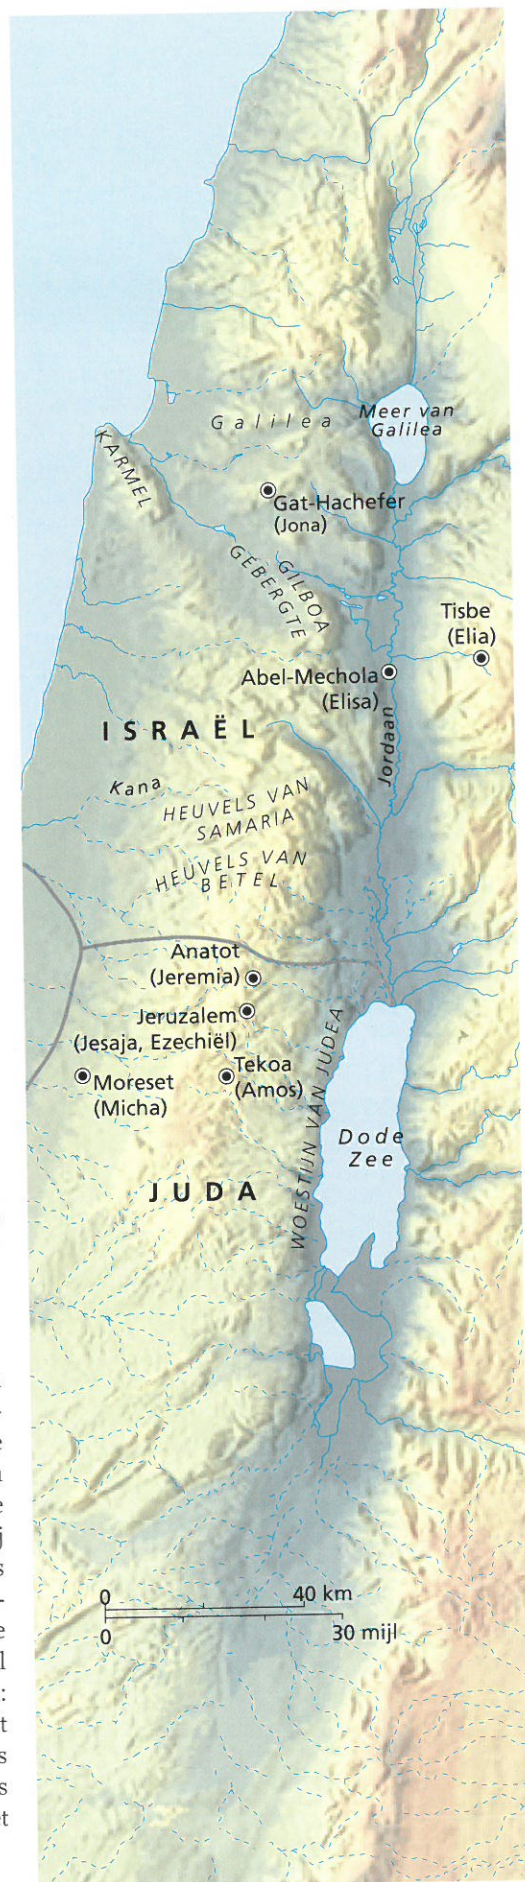 Galilea
Meer van
Galilea
KARMEL
Gat-Hachefer
(Jona)
GILBOA
GEBERGTE
Tisbe
(Elia)
Abel-Mechola
(Elisa)
Jordaan
ISRAËL
Kana
HEUVELS VAN
SAMARIA
HEUVELS VAN
BETEL
Anatot
(Jeremia)
Jeruzalem
(Jesaja, Ezechiël)
Tekoa
(Amos)
Moreset
(Micha)
WOESTIJN VAN JUDEA
Dode
Zee
JUDA
0 40 km
0 30 mijl